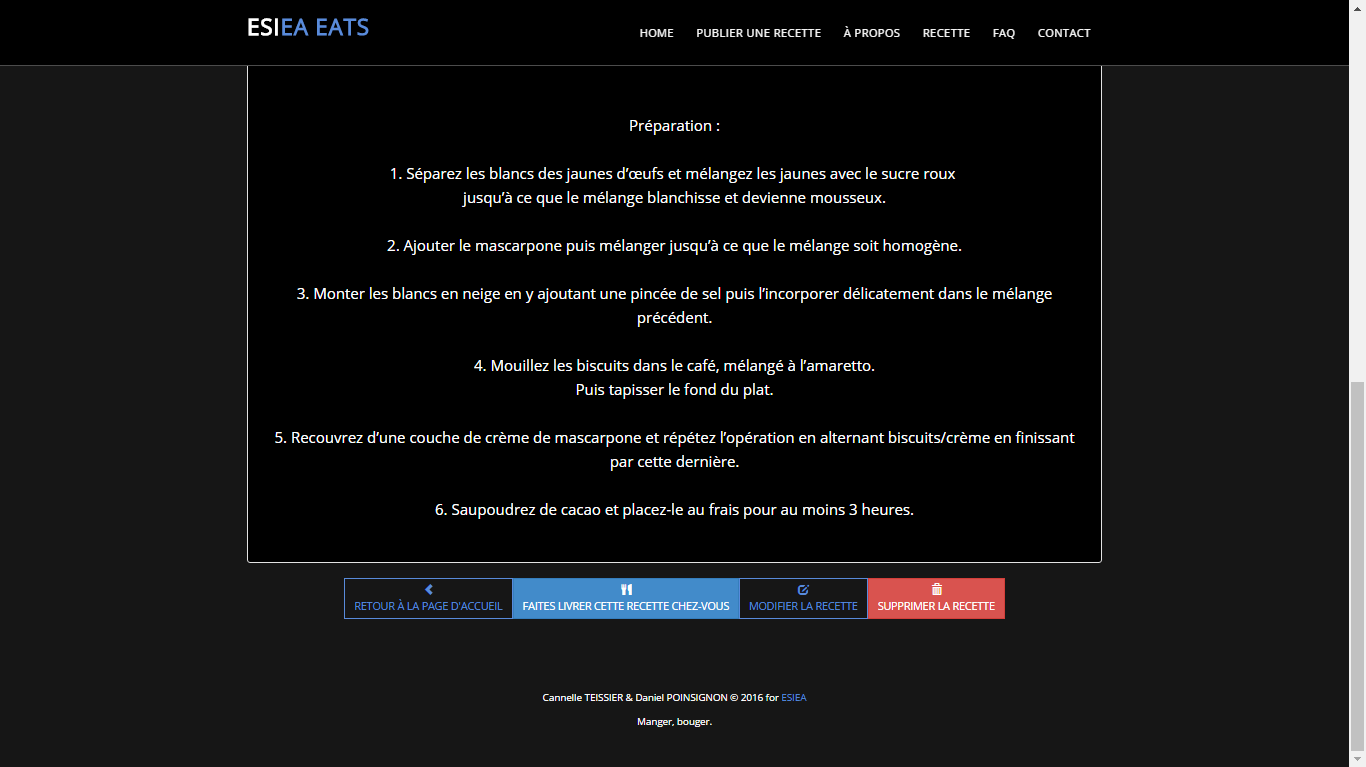 ESIEA EATS
HOME PUBLIER UNE RECETTE À PROPOS RECETTE FAQ CONTACT
Préparation :
1. Séparez les blancs des jaunes d’œufs et mélangez les jaunes avec le sucre roux
jusqu’à ce que le mélange blanchisse et devienne mousseux.
2. Ajouter le mascarpone puis mélanger jusqu’à ce que le mélange soit homogène.
3. Monter les blancs en neige en y ajoutant une pincée de sel puis l’incorporer délicatement dans le mélange
précédent.
4. Mouillez les biscuits dans le café, mélangé à l’amaretto.
Puis tapisser le fond du plat.
5. Recouvrez d’une couche de crème de mascarpone et répétez l’opération en alternant biscuits/crème en finissant
par cette dernière.
6. Saupoudrez de cacao et placez-le au frais pour au moins 3 heures.
RETOUR À LA PAGE D'ACCUEIL FAITES LIVRER CETTE RECETTE CHEZ-VOUS MODIFIER LA RECETTE SUPPRIMER LA RECETTE
Cannelle TEISSIER & Daniel POINSIGNON © 2016 for ESIEA
Manger, bouger.